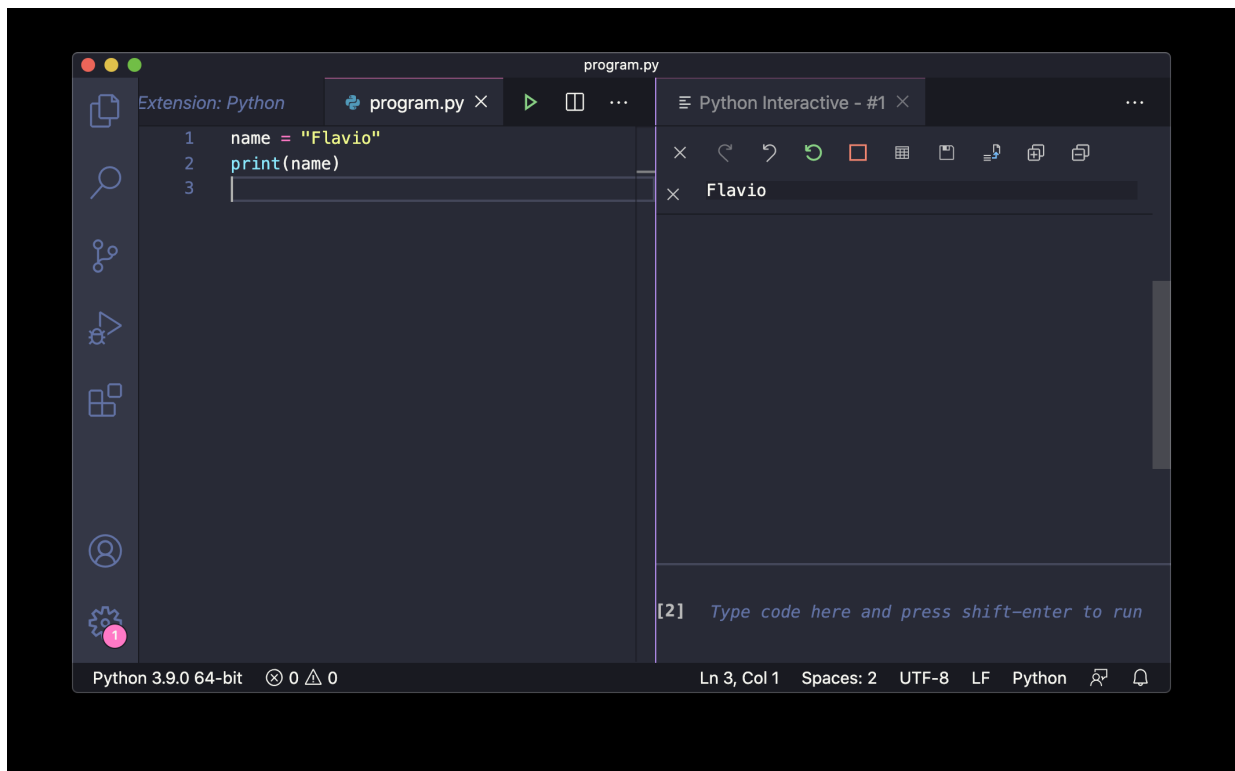 program.py
Extension: Python
program.py
Python Interactive - #1
1 name = "Flavio"
2 print(name)
3
Flavio
[2] Type code here and press shift-enter to run
1
Python 3.9.0 64-bit 0 0 Ln 3, Col 1 Spaces: 2 UTF-8 LF Python